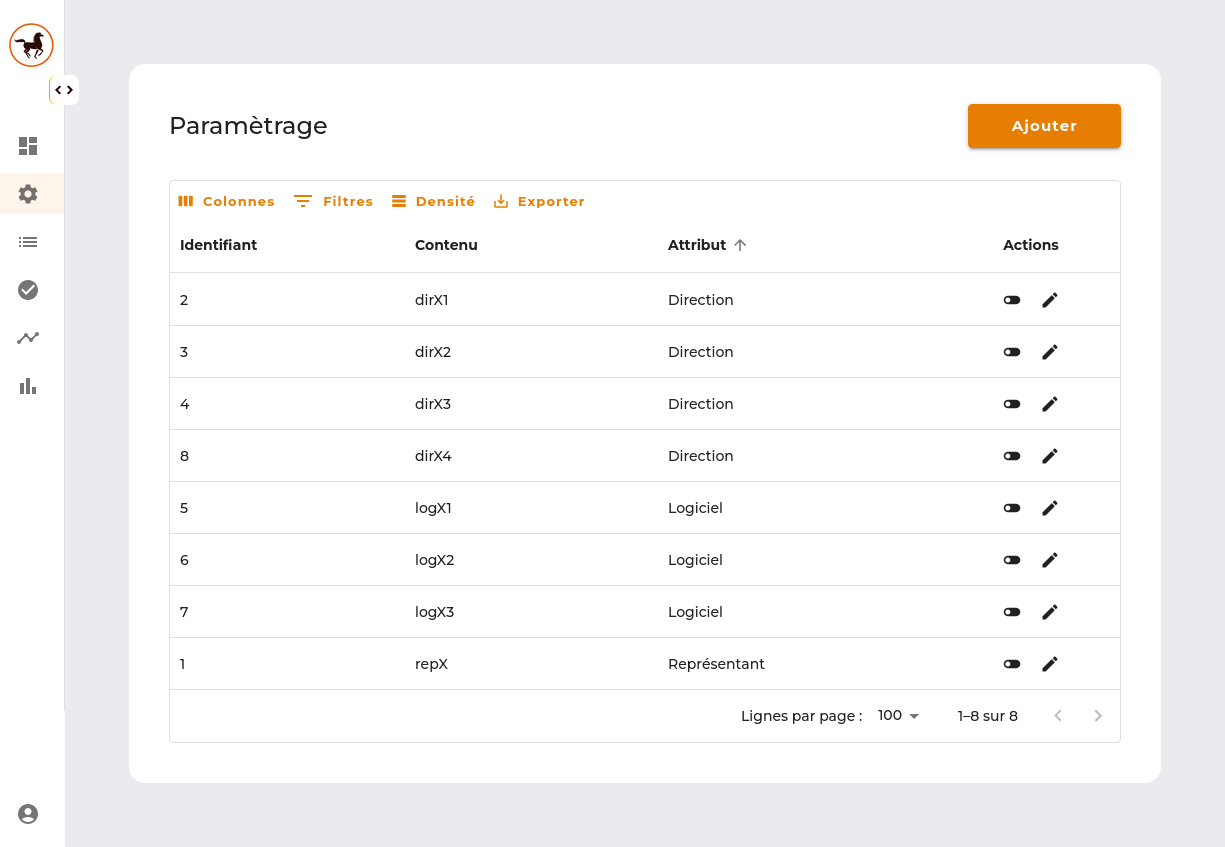 Paramètrage
Ajouter
Colonnes Filtres Densité Exporter
Identifiant Contenu Attribut Actions
2 dirX1 Direction
3 dirX2 Direction
4 dirX3 Direction
8 dirX4 Direction
5 logX1 Logiciel
6 logX2 Logiciel
7 logX3 Logiciel
1 repX Représentant
Lignes par page : 100 1–8 sur 8